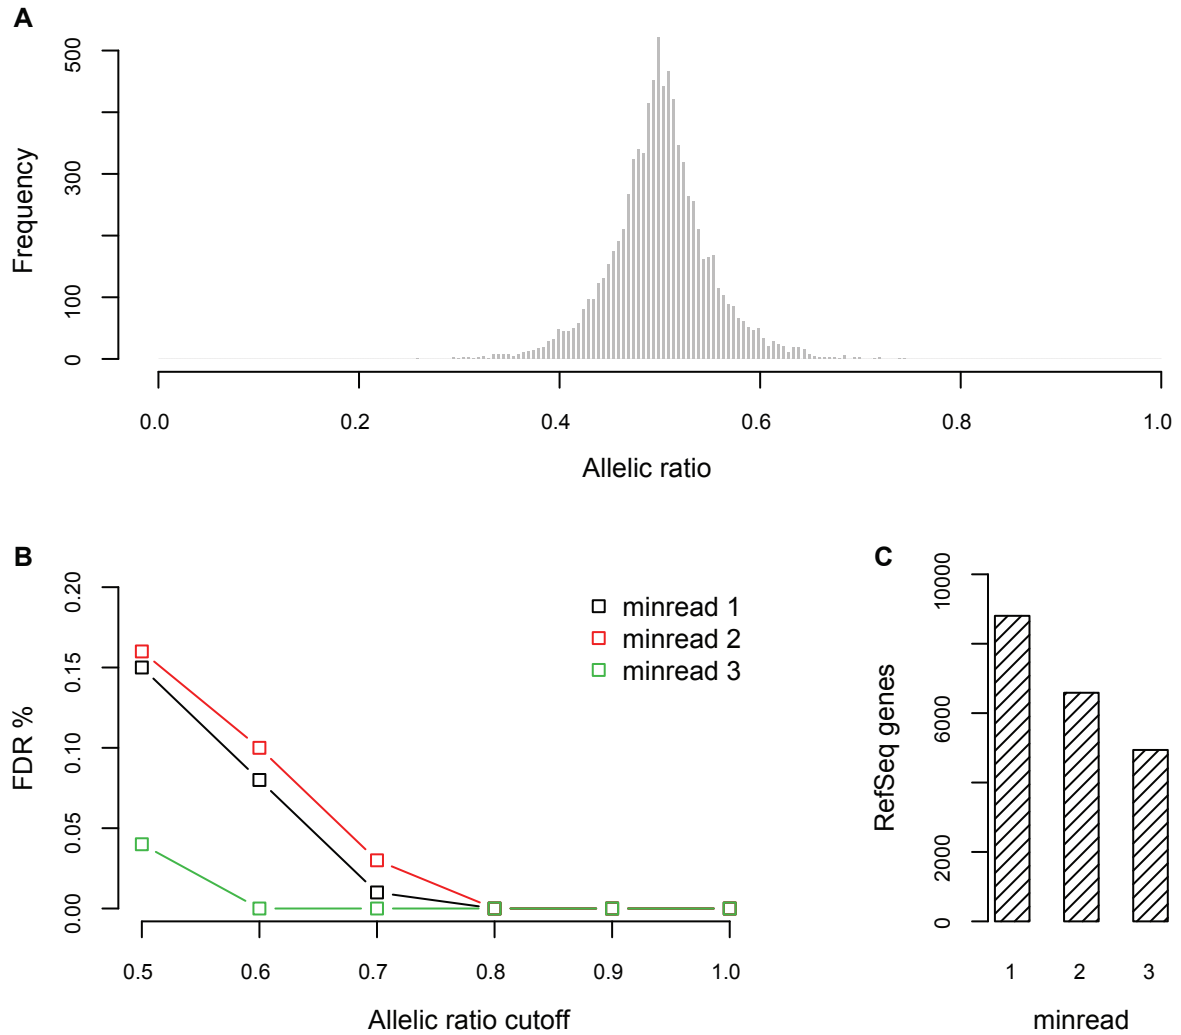 A
500
300
100
0
Frequency
0.0 0.2 0.4 0.6 0.8 1.0
Allelic ratio
B
0.20
0.15
0.10
0.05
0.00
FDR %
minread 1
minread 2
minread 3
0.5 0.6 0.7 0.8 0.9 1.0
Allelic ratio cutoff
C
10000
6000
2000
0
RefSeq genes
1 2 3
minread